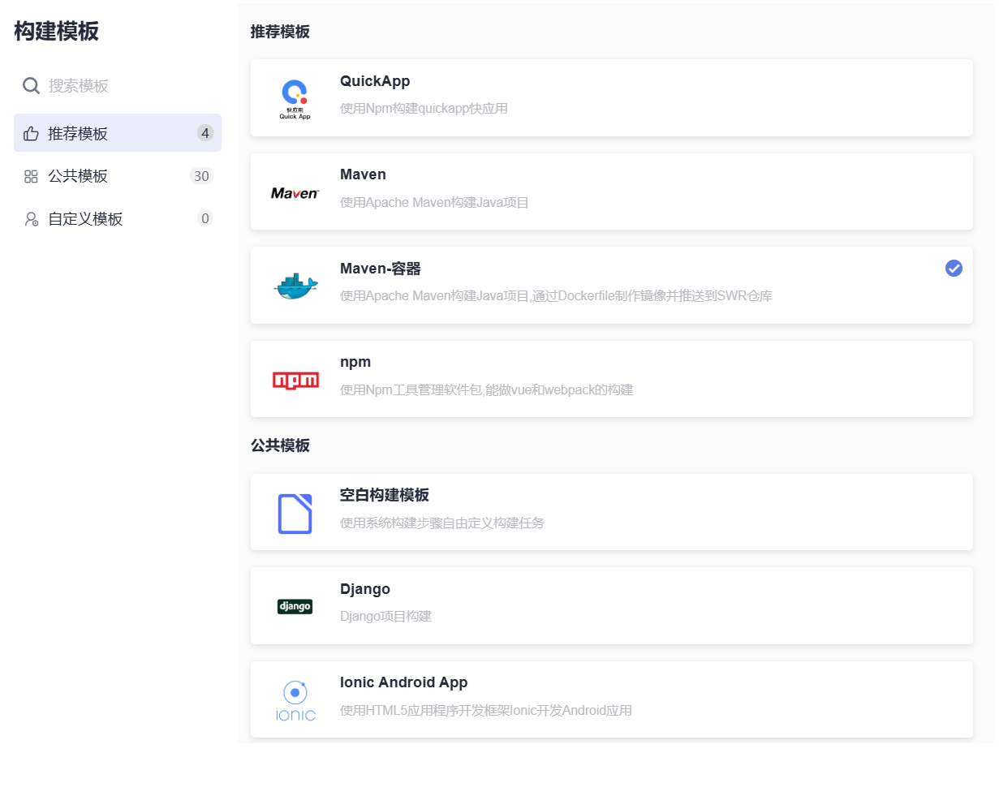 构建模板
搜索模板
推荐模板 4
公共模板 30
自定义模板 0
推荐模板
快应用
Quick App
QuickApp
使用Npm构建quickapp快应用
Maven
Maven
使用Apache Maven构建Java项目
Maven-容器
使用Apache Maven构建Java项目,通过Dockerfile制作镜像并推送到SWR仓库
npm
npm
使用Npm工具管理软件包,能做vue和webpack的构建
公共模板
空白构建模板
使用系统构建步骤自由定义构建任务
django
Django
Django项目构建
ionic
Ionic Android App
使用HTML5应用程序开发框架Ionic开发Android应用